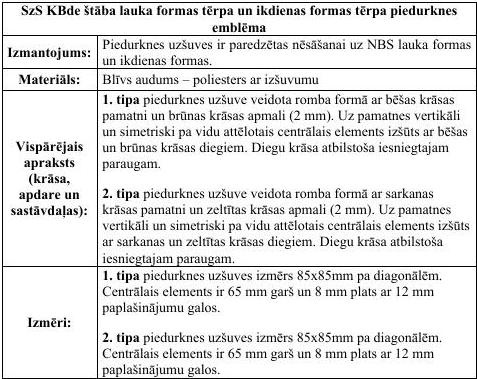 SzS KBde štāba lauka formas tērpa un ikdienas formas tērpa piedurknes
emblēma
Izmantojums:
Piedurknes uzšuves ir paredzētas nēsāšanai uz NBS lauka formas
un ikdienas formas.
Materiāls:
Blīvs audums – poliesters ar izšuvumu
Vispārējais
apraksts
(krāsa,
apdare un
sastāvdaļas):
1. tipa piedurknes uzšuve veidota romba formā ar bēšas krāsas
pamatni un brūnas krāsas apmali (2 mm). Uz pamatnes vertikāli
un simetriski pa vidu attēlotais centrālais elements izšūts ar bēšas
un brūnas krāsas diegiem. Diegu krāsa atbilstoša iesniegtajam
paraugam.
2. tipa piedurknes uzšuve veidota romba formā ar sarkanas
krāsas pamatni un zeltītas krāsas apmali (2 mm). Uz pamatnes
vertikāli un simetriski pa vidu attēlotais centrālais elements izšūts
ar sarkanas un zeltītas krāsas diegiem. Diegu krāsa atbilstoša
iesniegtajam paraugam.
Izmēri:
1. tipa piedurknes uzšuves izmērs 85x85mm pa diagonālēm.
Centrālais elements ir 65 mm garš un 8 mm plats ar 12 mm
paplašinājumu galos.
2. tipa piedurknes uzšuves izmērs 85x85mm pa diagonālēm.
Centrālais elements ir 65 mm garš un 8 mm plats ar 12 mm
paplašinājumu galos.